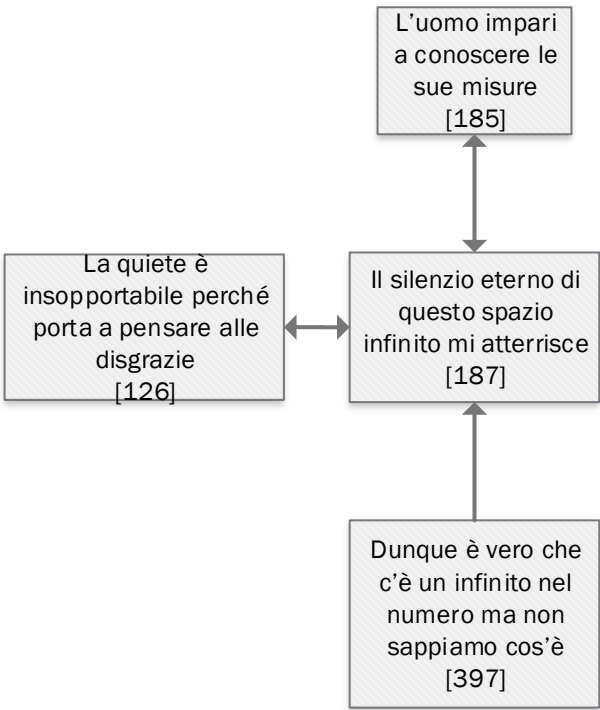 L’uomo impari
a conoscere le
sue misure
[185]
La quiete è
insopportabile perché
porta a pensare alle
disgrazie
[126]
Il silenzio eterno di
questo spazio
infinito mi atterrisce
[187]
Dunque è vero che
c’è un infinito nel
numero ma non
sappiamo cos’è
[397]